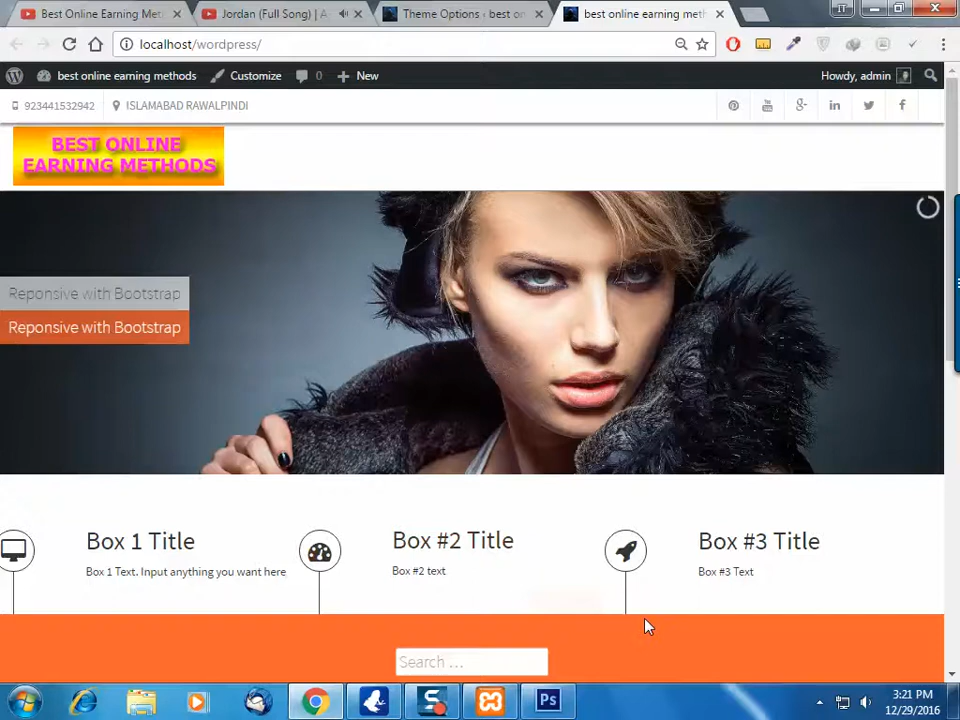 Best Online Earning Met
Jordan (Full Song) | A
Theme Options ‹ best on
best online earning meth
IT
localhost/wordpress/
best online earning methods
Customize
0
New
Howdy, admin
923441532942
ISLAMABAD RAWALPINDI
BEST ONLINE
EARNING METHODS
Reponsive with Bootstrap
Reponsive with Bootstrap
Box 1 Title
Box #2 Title
Box #3 Title
Box 1 Text. Input anything you want here
Box #2 text
Box #3 Text
Search …
Ps
3:21 PM
12/29/2016